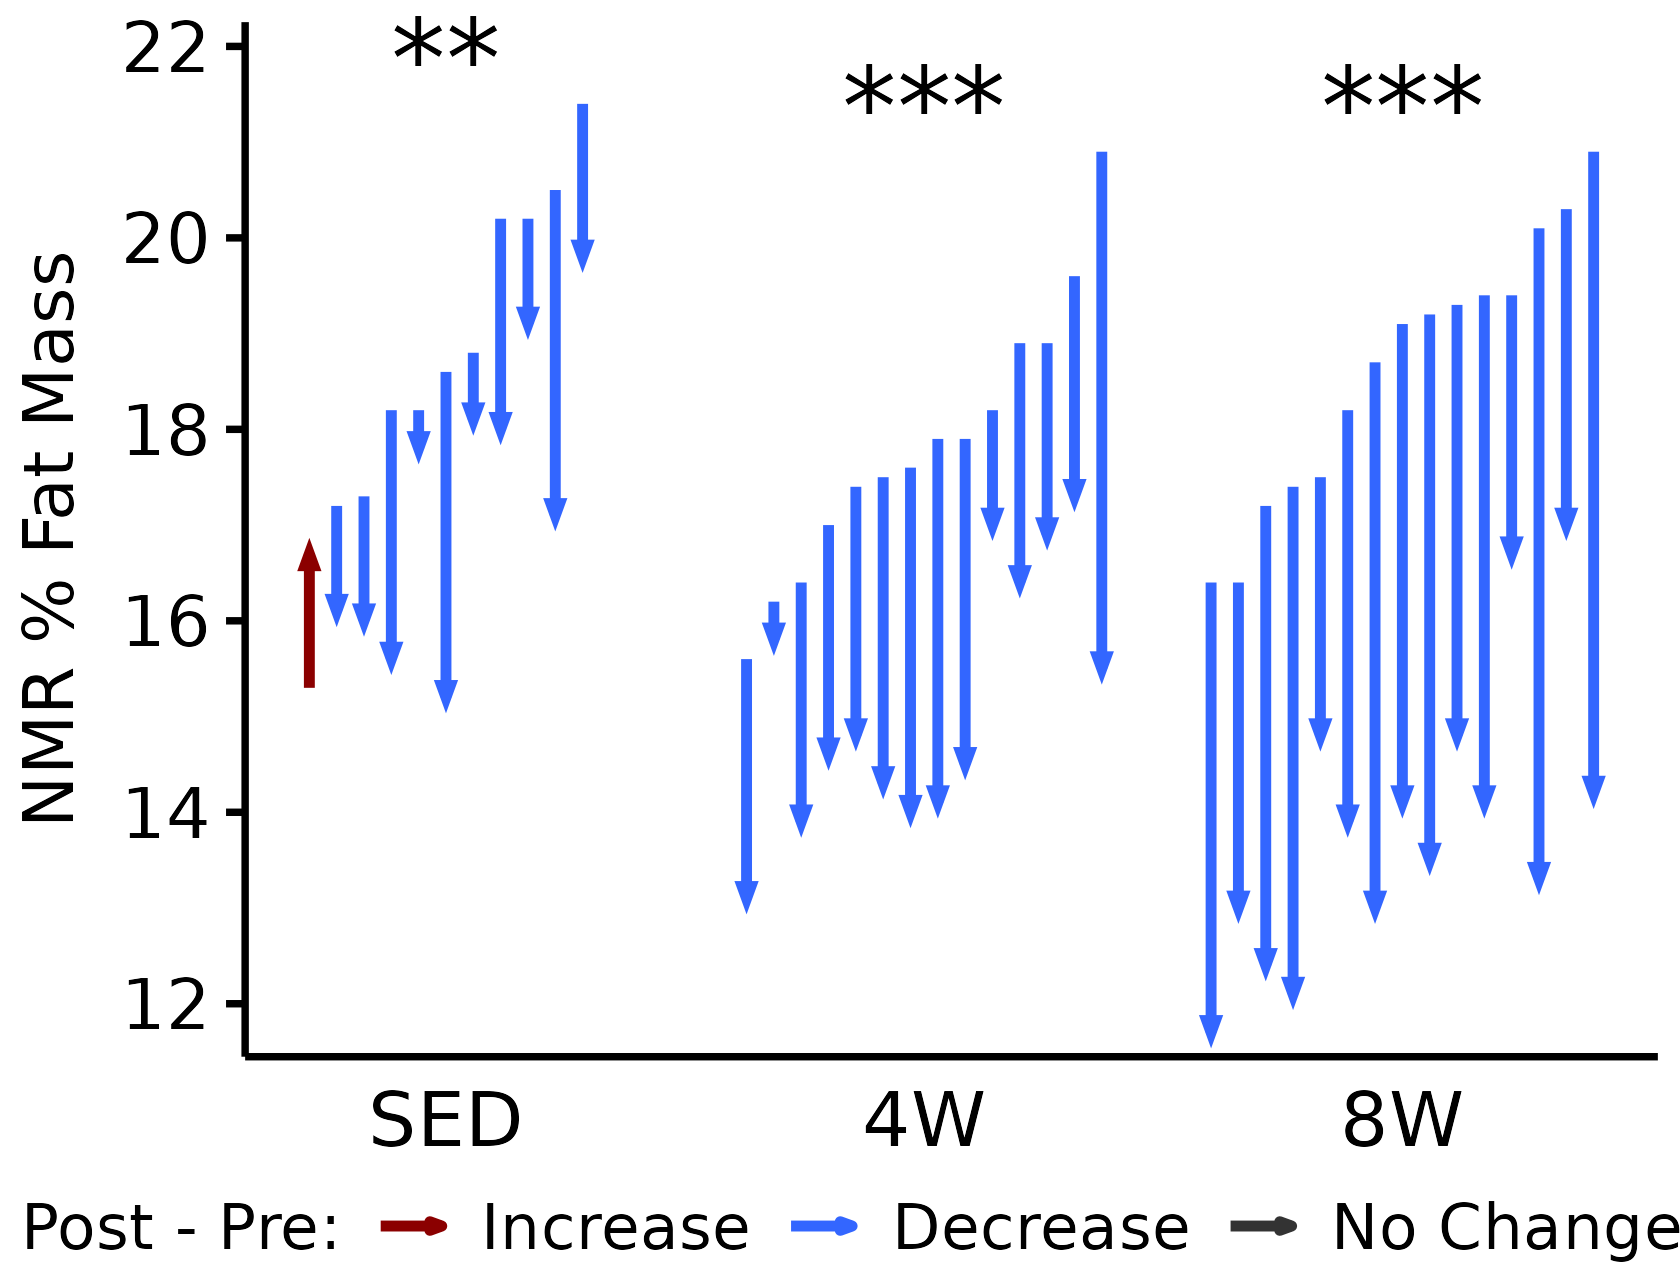 22
20
18
16
14
12
NMR % Fat Mass
**
***
***
SED
4W
8W
Post - Pre: Increase Decrease No Change